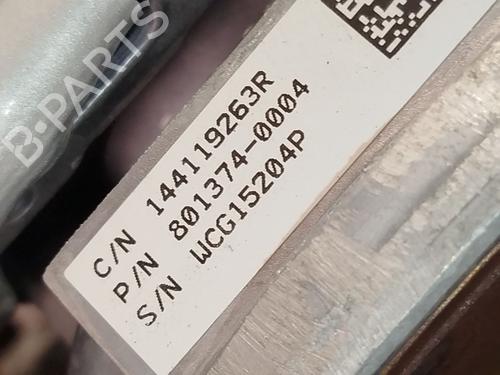 B-PARTS
C/N 144119263R
P/N 801374-0004
S/N WCG15204P